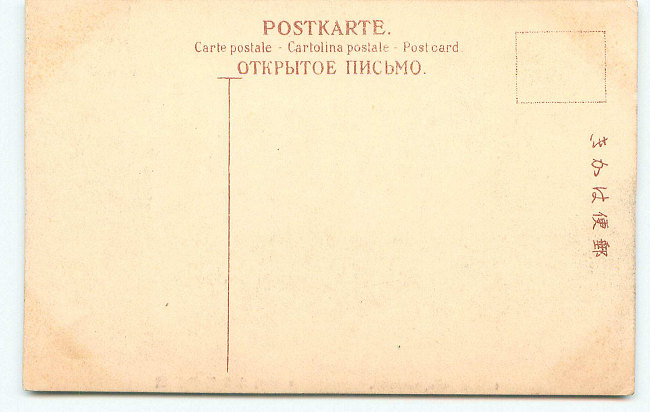 POSTKARTE.
Carte postale - Cartolina postale - Post card
ОТКРЫТОЕ ПИСЬМО.
郵便はかき